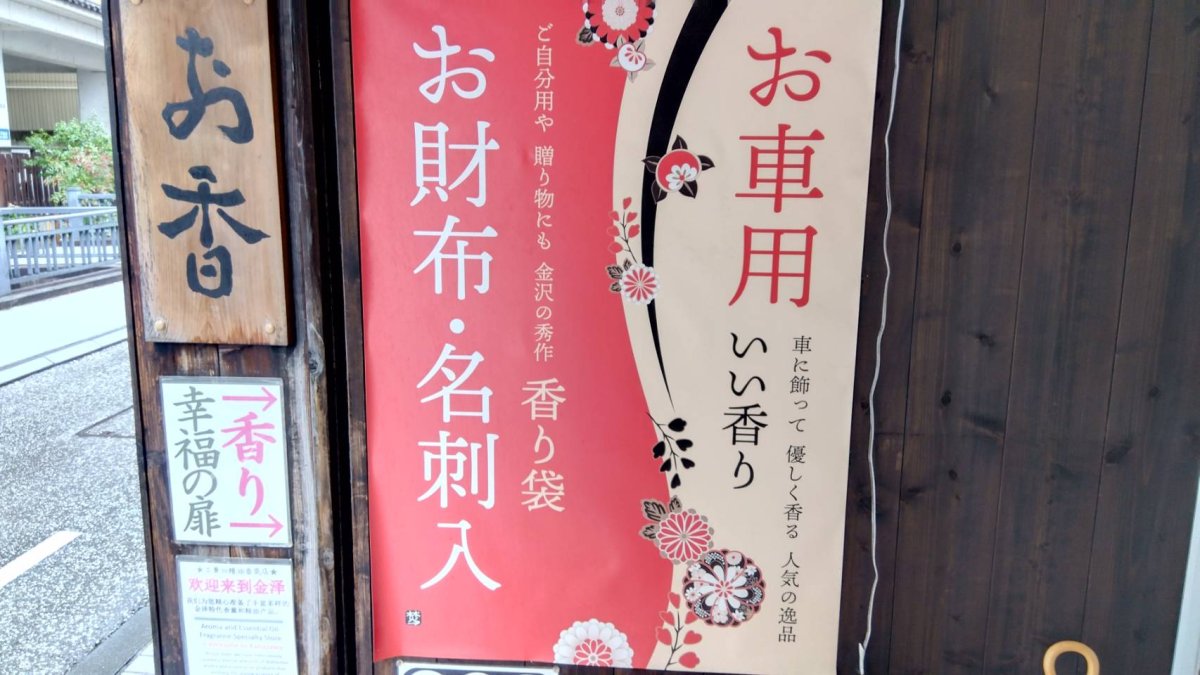 お香
→
香り
→
幸福の扉
欢迎来到金泽
Aroma and Essential Oil
Fragrance Specialty Store
お車用
いい香り
車に飾って 優しく香る 人気の逸品
ご自分用や 贈り物にも 金沢の秀作
香り袋
お財布・名刺入